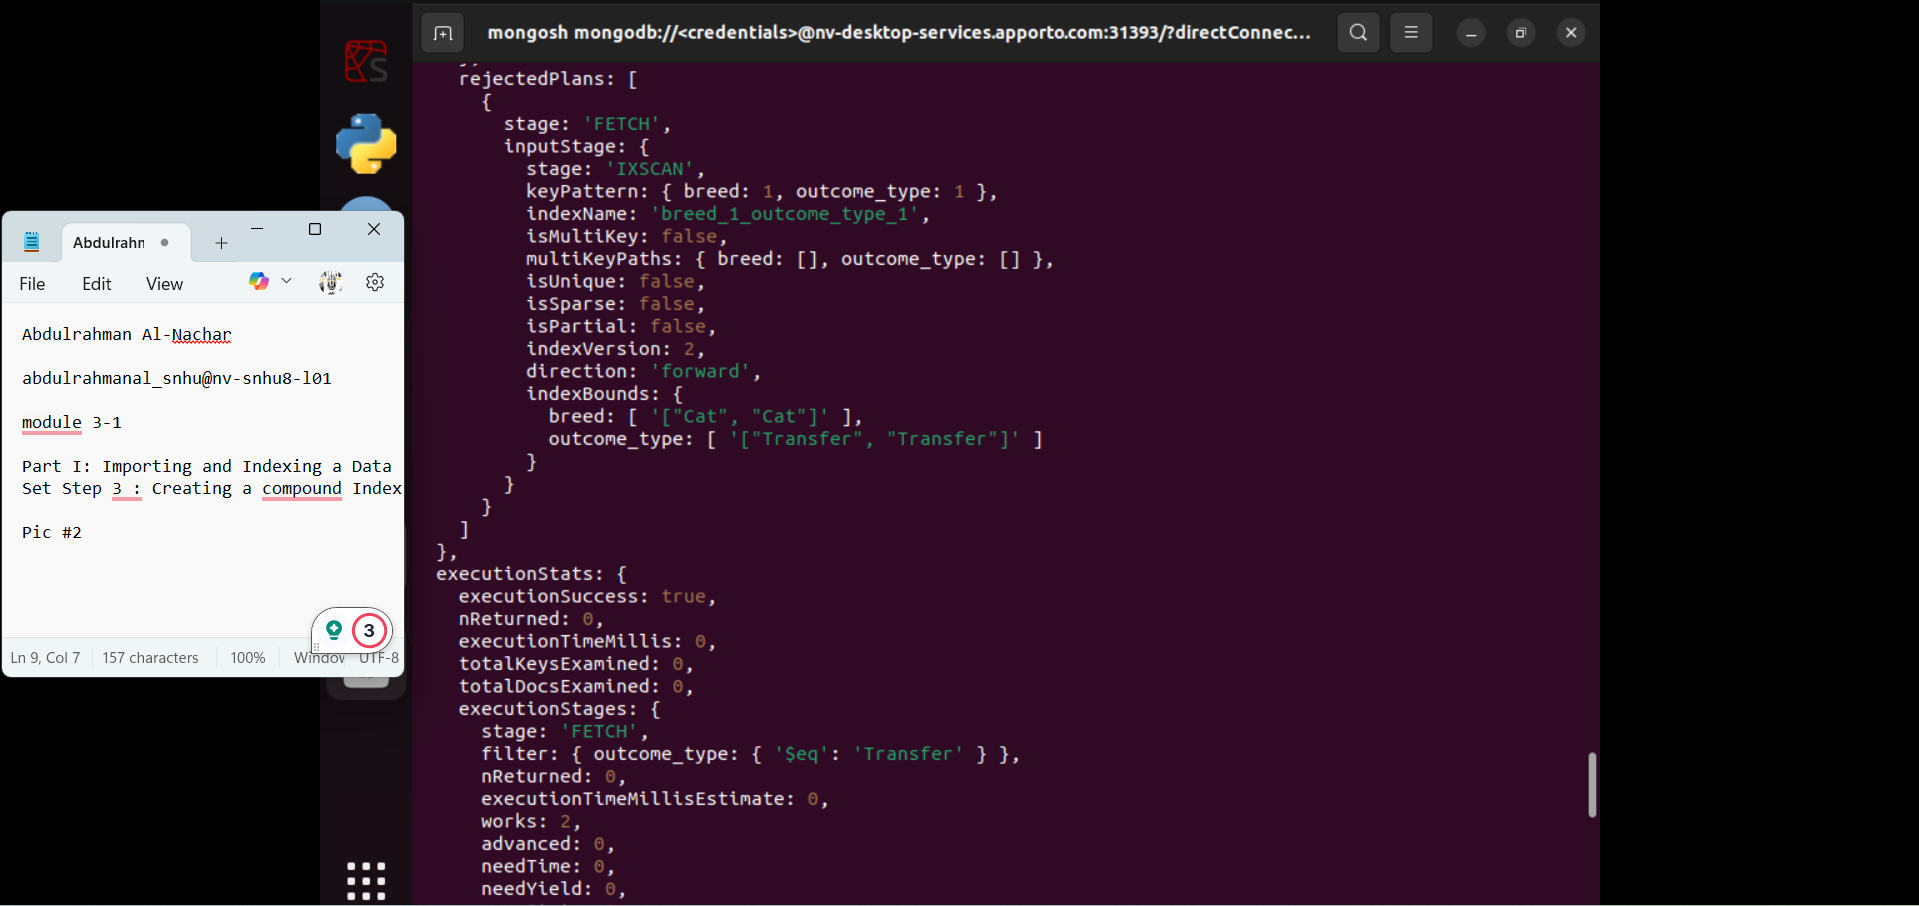 Abdulrahn
File Edit View
Abdulrahman Al-Nachar
abdulrahmanal_snhu@nv-snhu8-l01
module 3-1
Part I: Importing and Indexing a Data
Set Step 3 : Creating a compound Index
Pic #2
3
Ln 9, Col 7 157 characters 100% Window UTF-8
mongosh mongodb://<credentials>@nv-desktop-services.apporto.com:31393/?directConnec...
rejectedPlans: [
{
stage: 'FETCH',
inputStage: {
stage: 'IXSCAN',
keyPattern: { breed: 1, outcome_type: 1 },
indexName: 'breed_1_outcome_type_1',
isMultiKey: false,
multiKeyPaths: { breed: [], outcome_type: [] },
isUnique: false,
isSparse: false,
isPartial: false,
indexVersion: 2,
direction: 'forward',
indexBounds: {
breed: [ '["Cat", "Cat"]' ],
outcome_type: [ '["Transfer", "Transfer"]' ]
}
}
}
]
},
executionStats: {
executionSuccess: true,
nReturned: 0,
executionTimeMillis: 0,
totalKeysExamined: 0,
totalDocsExamined: 0,
executionStages: {
stage: 'FETCH',
filter: { outcome_type: { '$eq': 'Transfer' } },
nReturned: 0,
executionTimeMillisEstimate: 0,
works: 2,
advanced: 0,
needTime: 0,
needYield: 0,